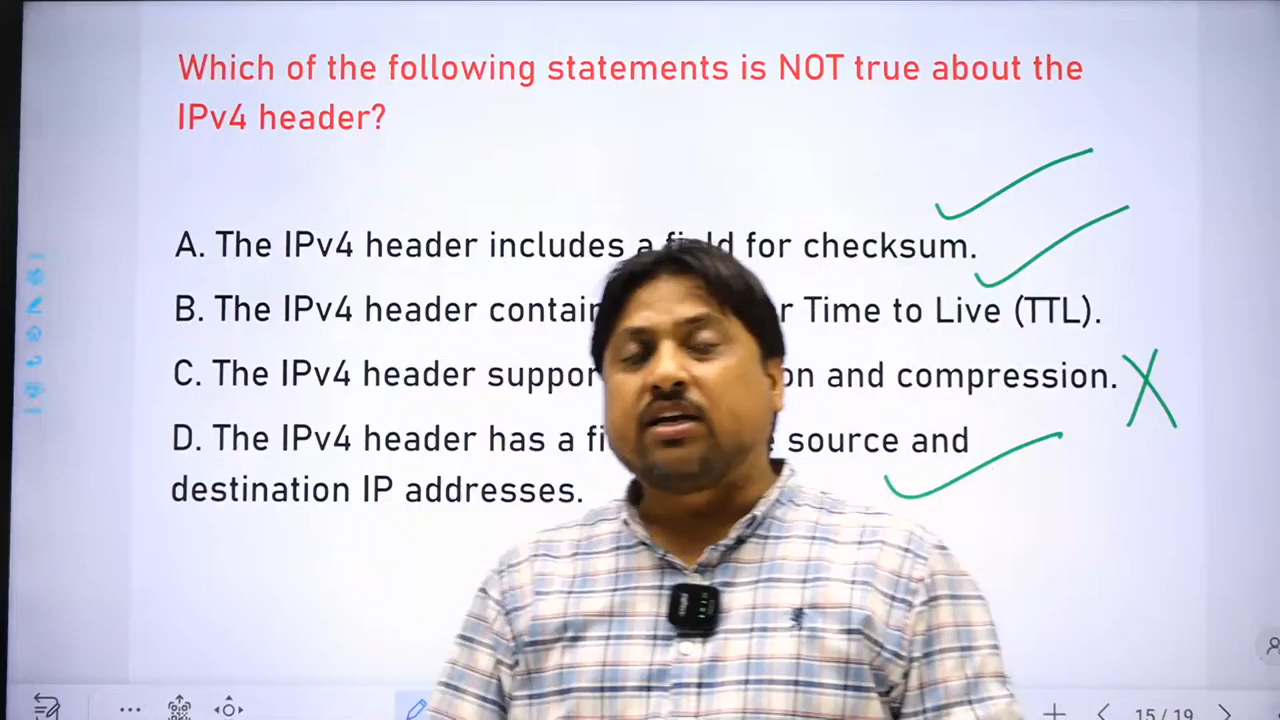 Which of the following statements is NOT true about the
IPv4 header?
A. The IPv4 header includes a field for checksum.
B. The IPv4 header contain r Time to Live (TTL).
C. The IPv4 header suppor on and compression.
D. The IPv4 header has a fi source and
destination IP addresses.
15 / 19